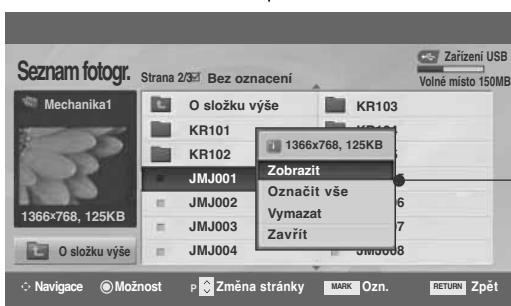 Seznam fotogr.
Strana 2/3 Bez oznacení
Zařízení USB
Volné místo 150MB
Mechanika1
1366×768, 125KB
O složku výše
O složku výše
KR101
KR102
JMJ001
JMJ002
JMJ003
JMJ004
KR103
1366x768, 125KB
Zobrazit
Označit vše
Vymazat
Zavřít
Navigace Možnost P Změna stránky MARK Ozn. RETURN Zpět